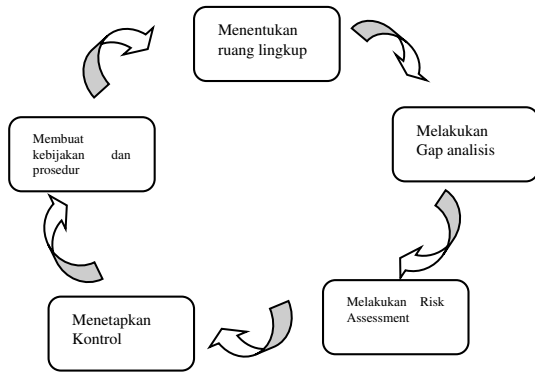 Menentukan
ruang lingkup
Melakukan
Gap analisis
Melakukan Risk
Assessment
Menetapkan
Kontrol
Membuat
kebijakan dan
prosedur